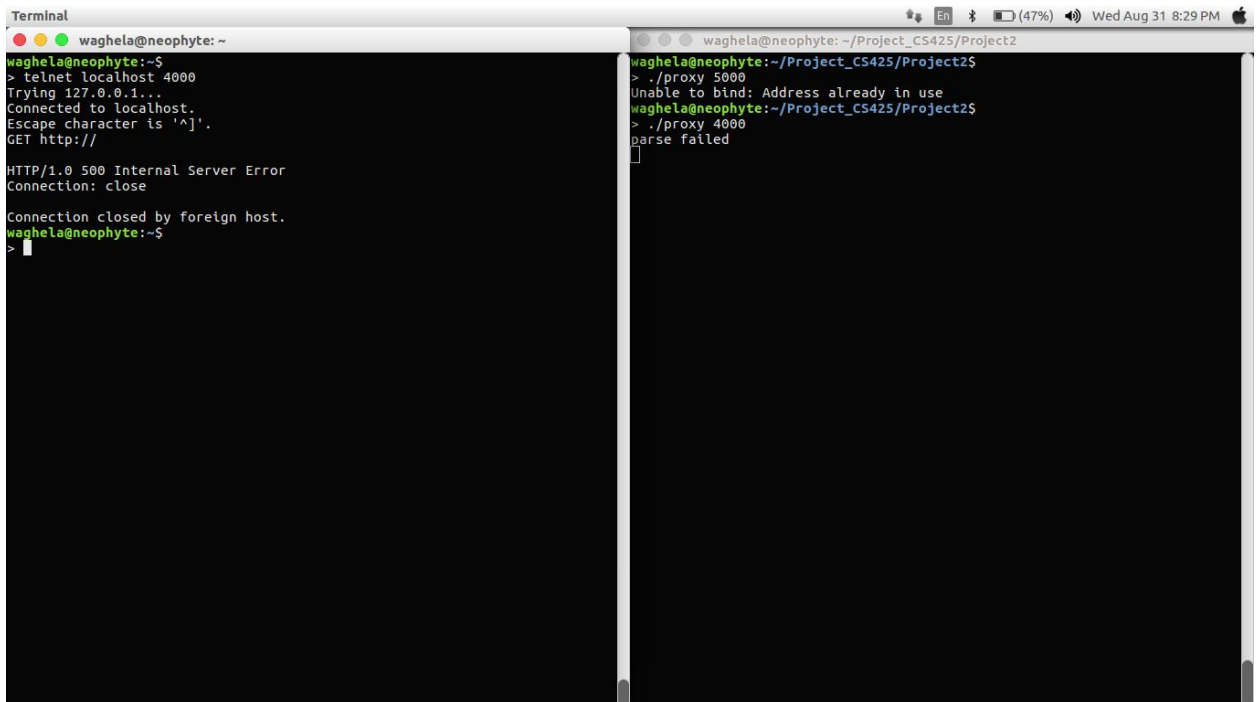 Terminal
En
(47%)
Wed Aug 31 8:29 PM
waghela@neophyte: ~
waghela@neophyte:~$
> telnet localhost 4000
Trying 127.0.0.1...
Connected to localhost.
Escape character is '^]'.
GET http://
HTTP/1.0 500 Internal Server Error
Connection: close
Connection closed by foreign host.
waghela@neophyte:~$
>
waghela@neophyte: ~/Project_CS425/Project2
waghela@neophyte:~/Project_CS425/Project2$
> ./proxy 5000
Unable to bind: Address already in use
waghela@neophyte:~/Project_CS425/Project2$
> ./proxy 4000
parse failed